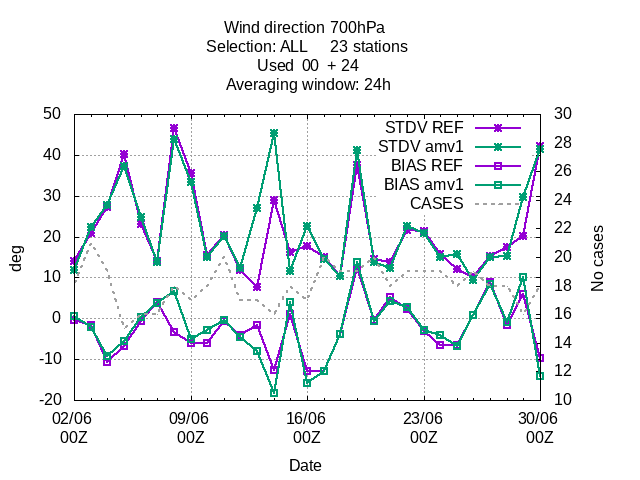 Wind direction 700hPa
Selection: ALL     23 stations
Used  00  + 24
Averaging window: 24h
50
40
30
20
10
0
-10
-20
deg
STDV REF
STDV amv1
BIAS REF
BIAS amv1
CASES
30
28
26
24
22
20
18
16
14
12
10
No cases
02/06
00Z
09/06
00Z
16/06
00Z
23/06
00Z
30/06
00Z
Date